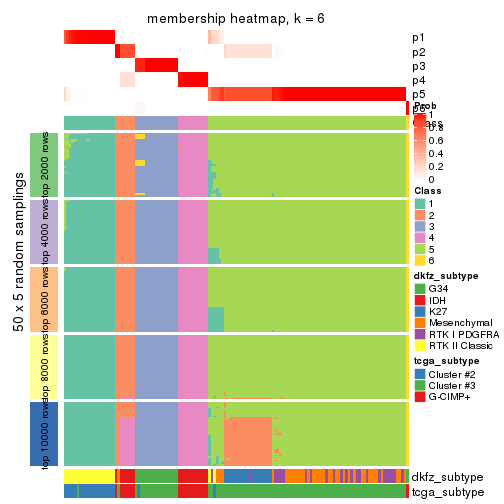 membership heatmap, k = 6
p1
p2
p3
p4
p5
p6
Prob
1
0.8
0.6
0.4
0.2
0
Class
Class
1
2
3
4
5
6
dkfz_subtype
G34
IDH
K27
Mesenchymal
RTK I PDGFRA
RTK II Classic
tcga_subtype
Cluster #2
Cluster #3
G-CIMP+
50 x 5 random samplings
top 2000 rows
top 4000 rows
top 6000 rows
top 8000 rows
top 10000 rows
dkfz_subtype
tcga_subtype